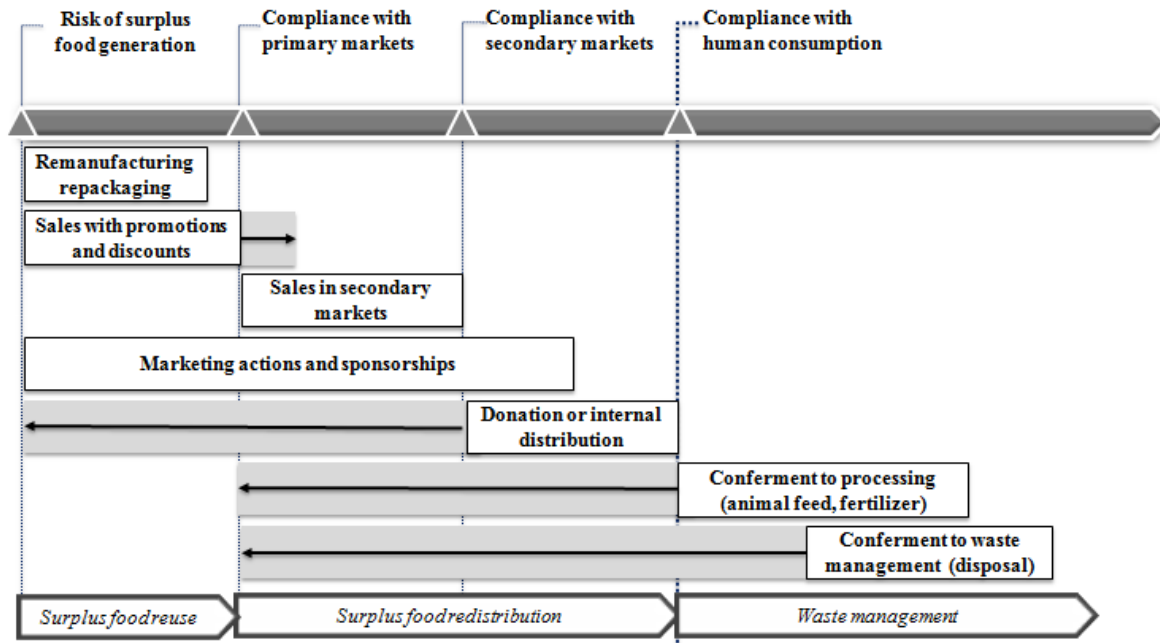 Risk of surplus
food generation
Compliance with
primary markets
Compliance with
secondary markets
Compliance with
human consumption
Remanufacturing
repackaging
Sales with promotions
and discounts
Sales in secondary
markets
Marketing actions and sponsorships
Donation or internal
distribution
Conferment to processing
(animal feed, fertilizer)
Conferment to waste
management (disposal)
Surplus foodreuse
Surplus foodredistribution
Waste management